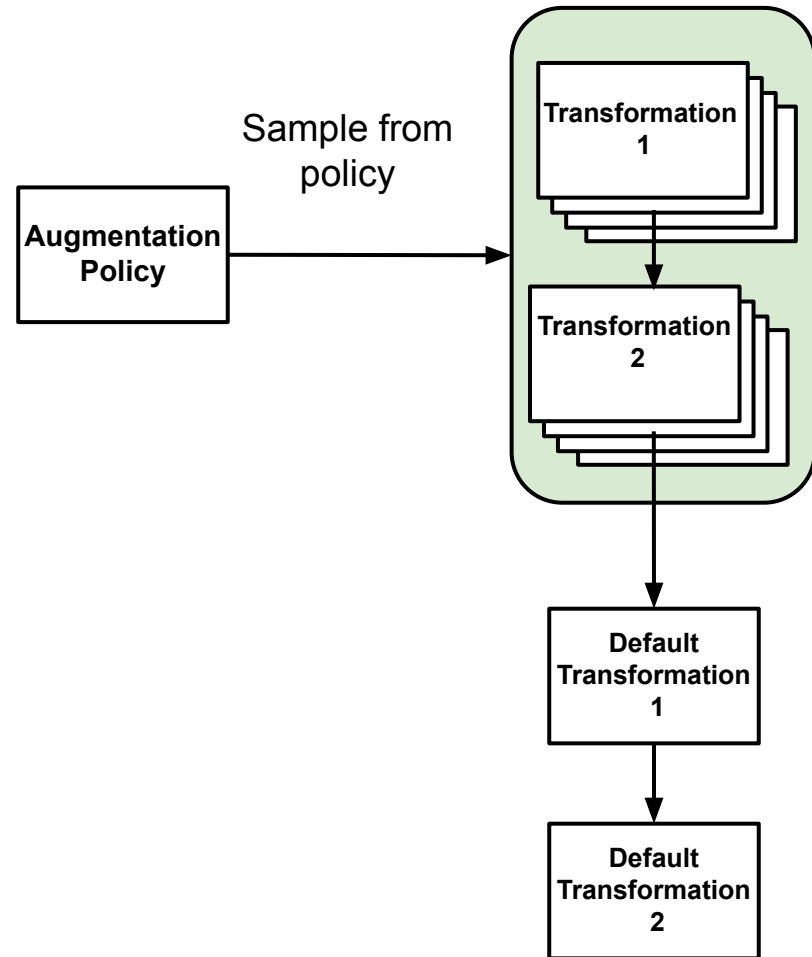 Transformation
1
Sample from
policy
Augmentation
Policy
Transformation
2
Default
Transformation
1
Default
Transformation
2